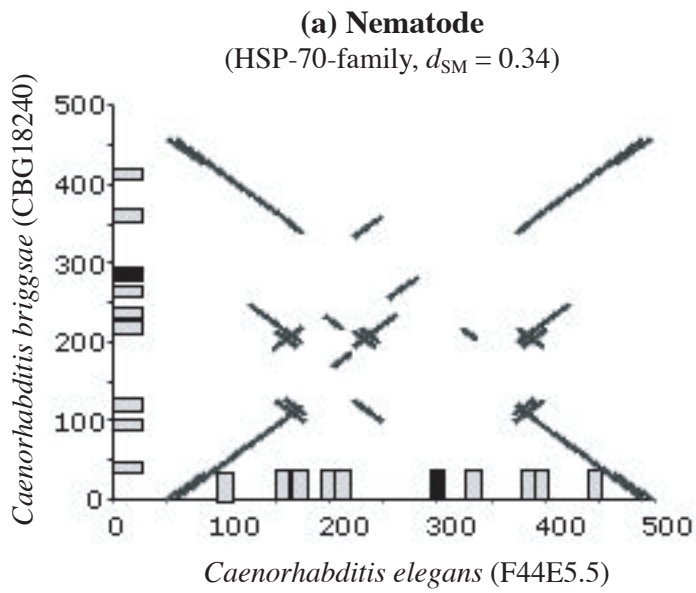 (a) Nematode
(HSP-70-family, dSM = 0.34)
Caenorhabditis briggsae (CBG18240)
500
400
300
200
100
0
0 100 200 300 400 500
Caenorhabditis elegans (F44E5.5)